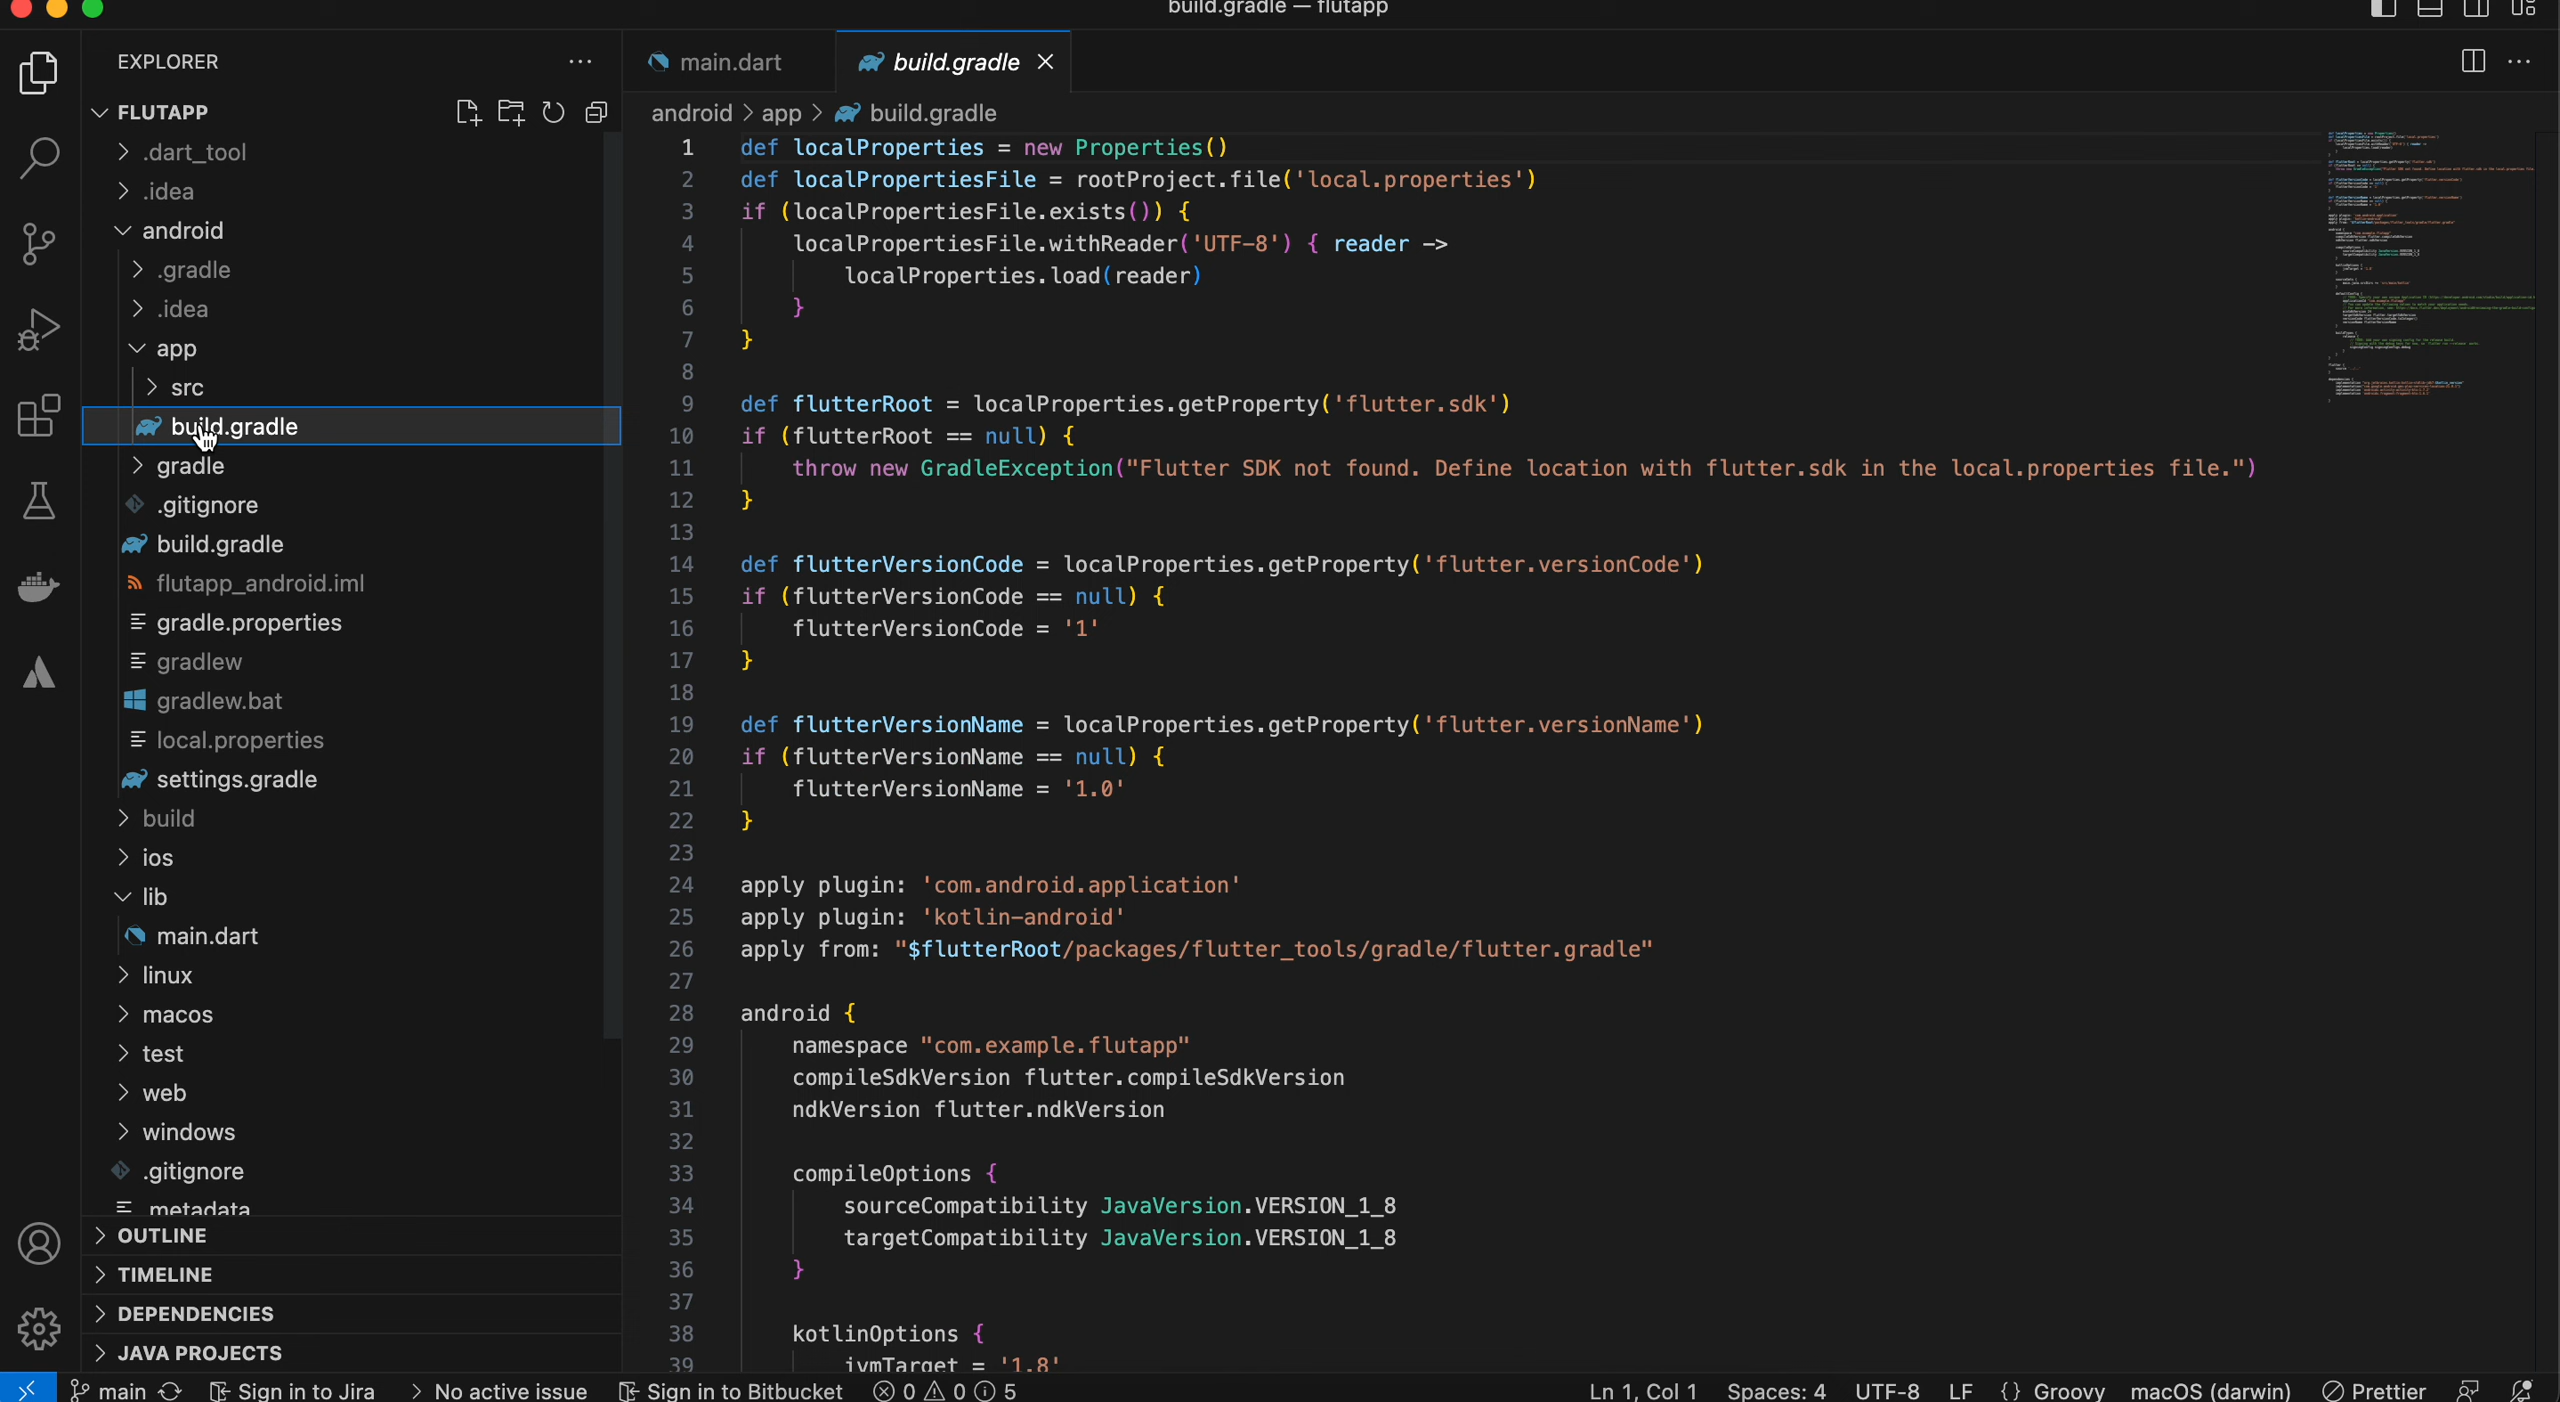 build.gradle — flutapp
EXPLORER
FLUTAPP
.dart_tool
.idea
android
.gradle
.idea
app
src
build.gradle
gradle
.gitignore
build.gradle
flutapp_android.iml
gradle.properties
gradlew
gradlew.bat
local.properties
settings.gradle
build
ios
lib
main.dart
linux
macos
test
web
windows
.gitignore
.metadata
OUTLINE
TIMELINE
DEPENDENCIES
JAVA PROJECTS
main.dart
build.gradle
android > app > build.gradle
1 def localProperties = new Properties()
2 def localPropertiesFile = rootProject.file('local.properties')
3 if (localPropertiesFile.exists()) {
4 localPropertiesFile.withReader('UTF-8') { reader ->
5 localProperties.load(reader)
6 }
7 }
8
9 def flutterRoot = localProperties.getProperty('flutter.sdk')
10 if (flutterRoot == null) {
11 throw new GradleException("Flutter SDK not found. Define location with flutter.sdk in the local.properties file.")
12 }
13
14 def flutterVersionCode = localProperties.getProperty('flutter.versionCode')
15 if (flutterVersionCode == null) {
16 flutterVersionCode = '1'
17 }
18
19 def flutterVersionName = localProperties.getProperty('flutter.versionName')
20 if (flutterVersionName == null) {
21 flutterVersionName = '1.0'
22 }
23
24 apply plugin: 'com.android.application'
25 apply plugin: 'kotlin-android'
26 apply from: "$flutterRoot/packages/flutter_tools/gradle/flutter.gradle"
27
28 android {
29 namespace "com.example.flutapp"
30 compileSdkVersion flutter.compileSdkVersion
31 ndkVersion flutter.ndkVersion
32
33 compileOptions {
34 sourceCompatibility JavaVersion.VERSION_1_8
35 targetCompatibility JavaVersion.VERSION_1_8
36 }
37
38 kotlinOptions {
39 jvmTarget = '1.8'
main Sign in to Jira > No active issue Sign in to Bitbucket 0 0 5 Ln 1, Col 1 Spaces: 4 UTF-8 LF {} Groovy macOS (darwin) Prettier